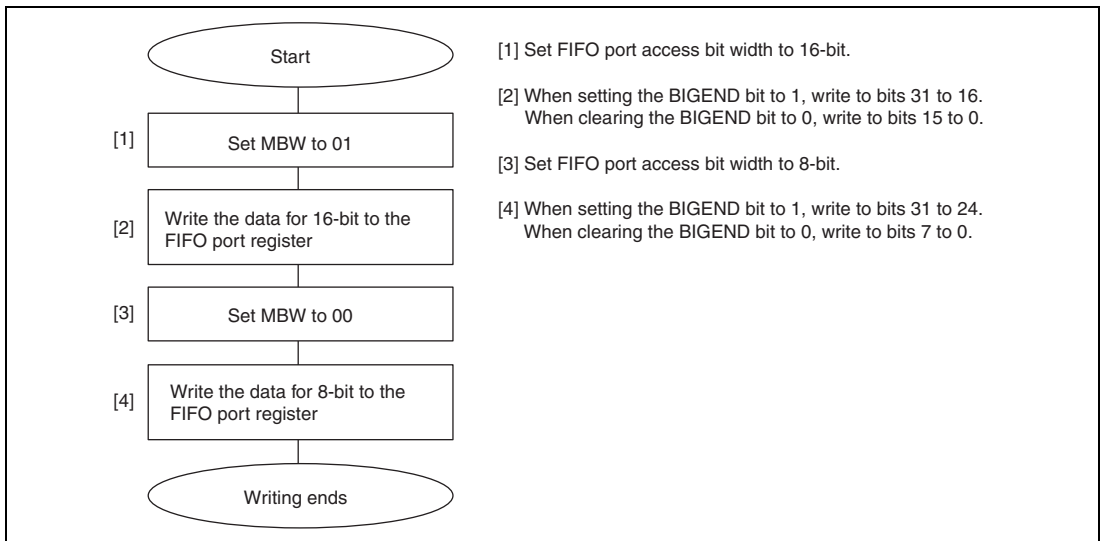 Start
[1]
Set MBW to 01
[2]
Write the data for 16-bit to the
FIFO port register
[3]
Set MBW to 00
[4]
Write the data for 8-bit to the
FIFO port register
Writing ends
[1] Set FIFO port access bit width to 16-bit.
[2] When setting the BIGEND bit to 1, write to bits 31 to 16.
When clearing the BIGEND bit to 0, write to bits 15 to 0.
[3] Set FIFO port access bit width to 8-bit.
[4] When setting the BIGEND bit to 1, write to bits 31 to 24.
When clearing the BIGEND bit to 0, write to bits 7 to 0.